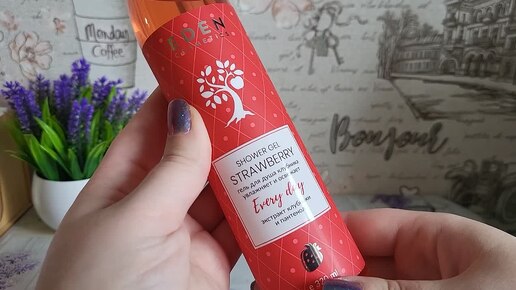 Monday
Coffee
EDEN
SHOWER GEL
STRAWBERRY
гель для душа клубника
увлажняет и освежает
Every day
экстракт клубники
и пантенол
Bonjour